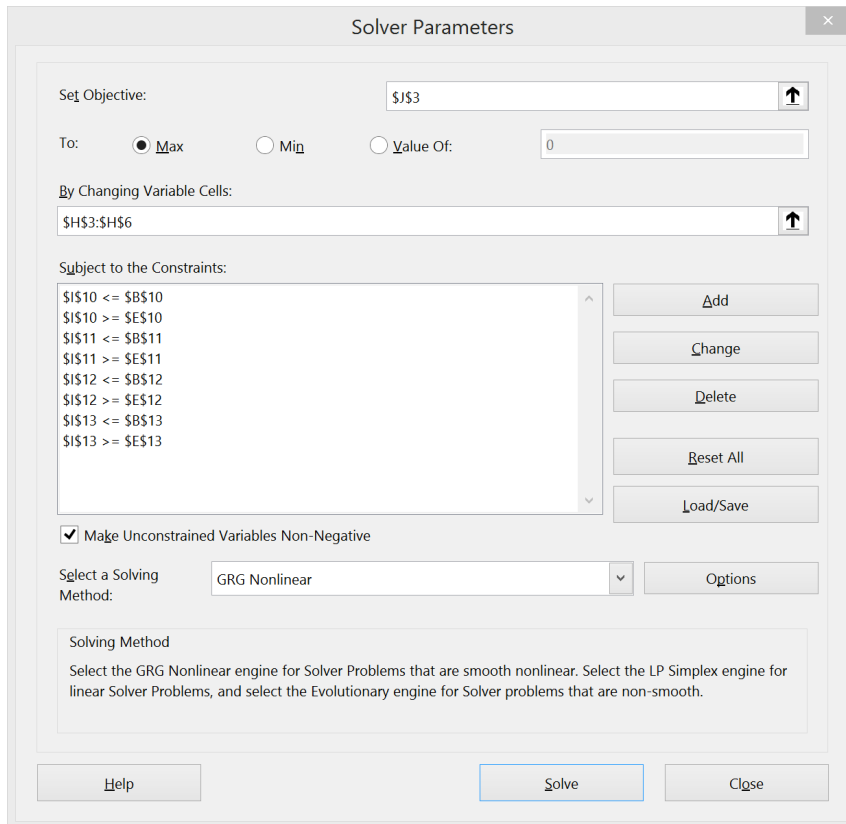 Solver Parameters
Set Objective:
$J$3
To:
Max
Min
Value Of:
0
By Changing Variable Cells:
$H$3:$H$6
Subject to the Constraints:
$I$10 <= $B$10
$I$10 >= $E$10
$I$11 <= $B$11
$I$11 >= $E$11
$I$12 <= $B$12
$I$12 >= $E$12
$I$13 <= $B$13
$I$13 >= $E$13
Add
Change
Delete
Reset All
Load/Save
Make Unconstrained Variables Non-Negative
Select a Solving
Method:
GRG Nonlinear
Options
Solving Method
Select the GRG Nonlinear engine for Solver Problems that are smooth nonlinear. Select the LP Simplex engine for
linear Solver Problems, and select the Evolutionary engine for Solver problems that are non-smooth.
Help
Solve
Close